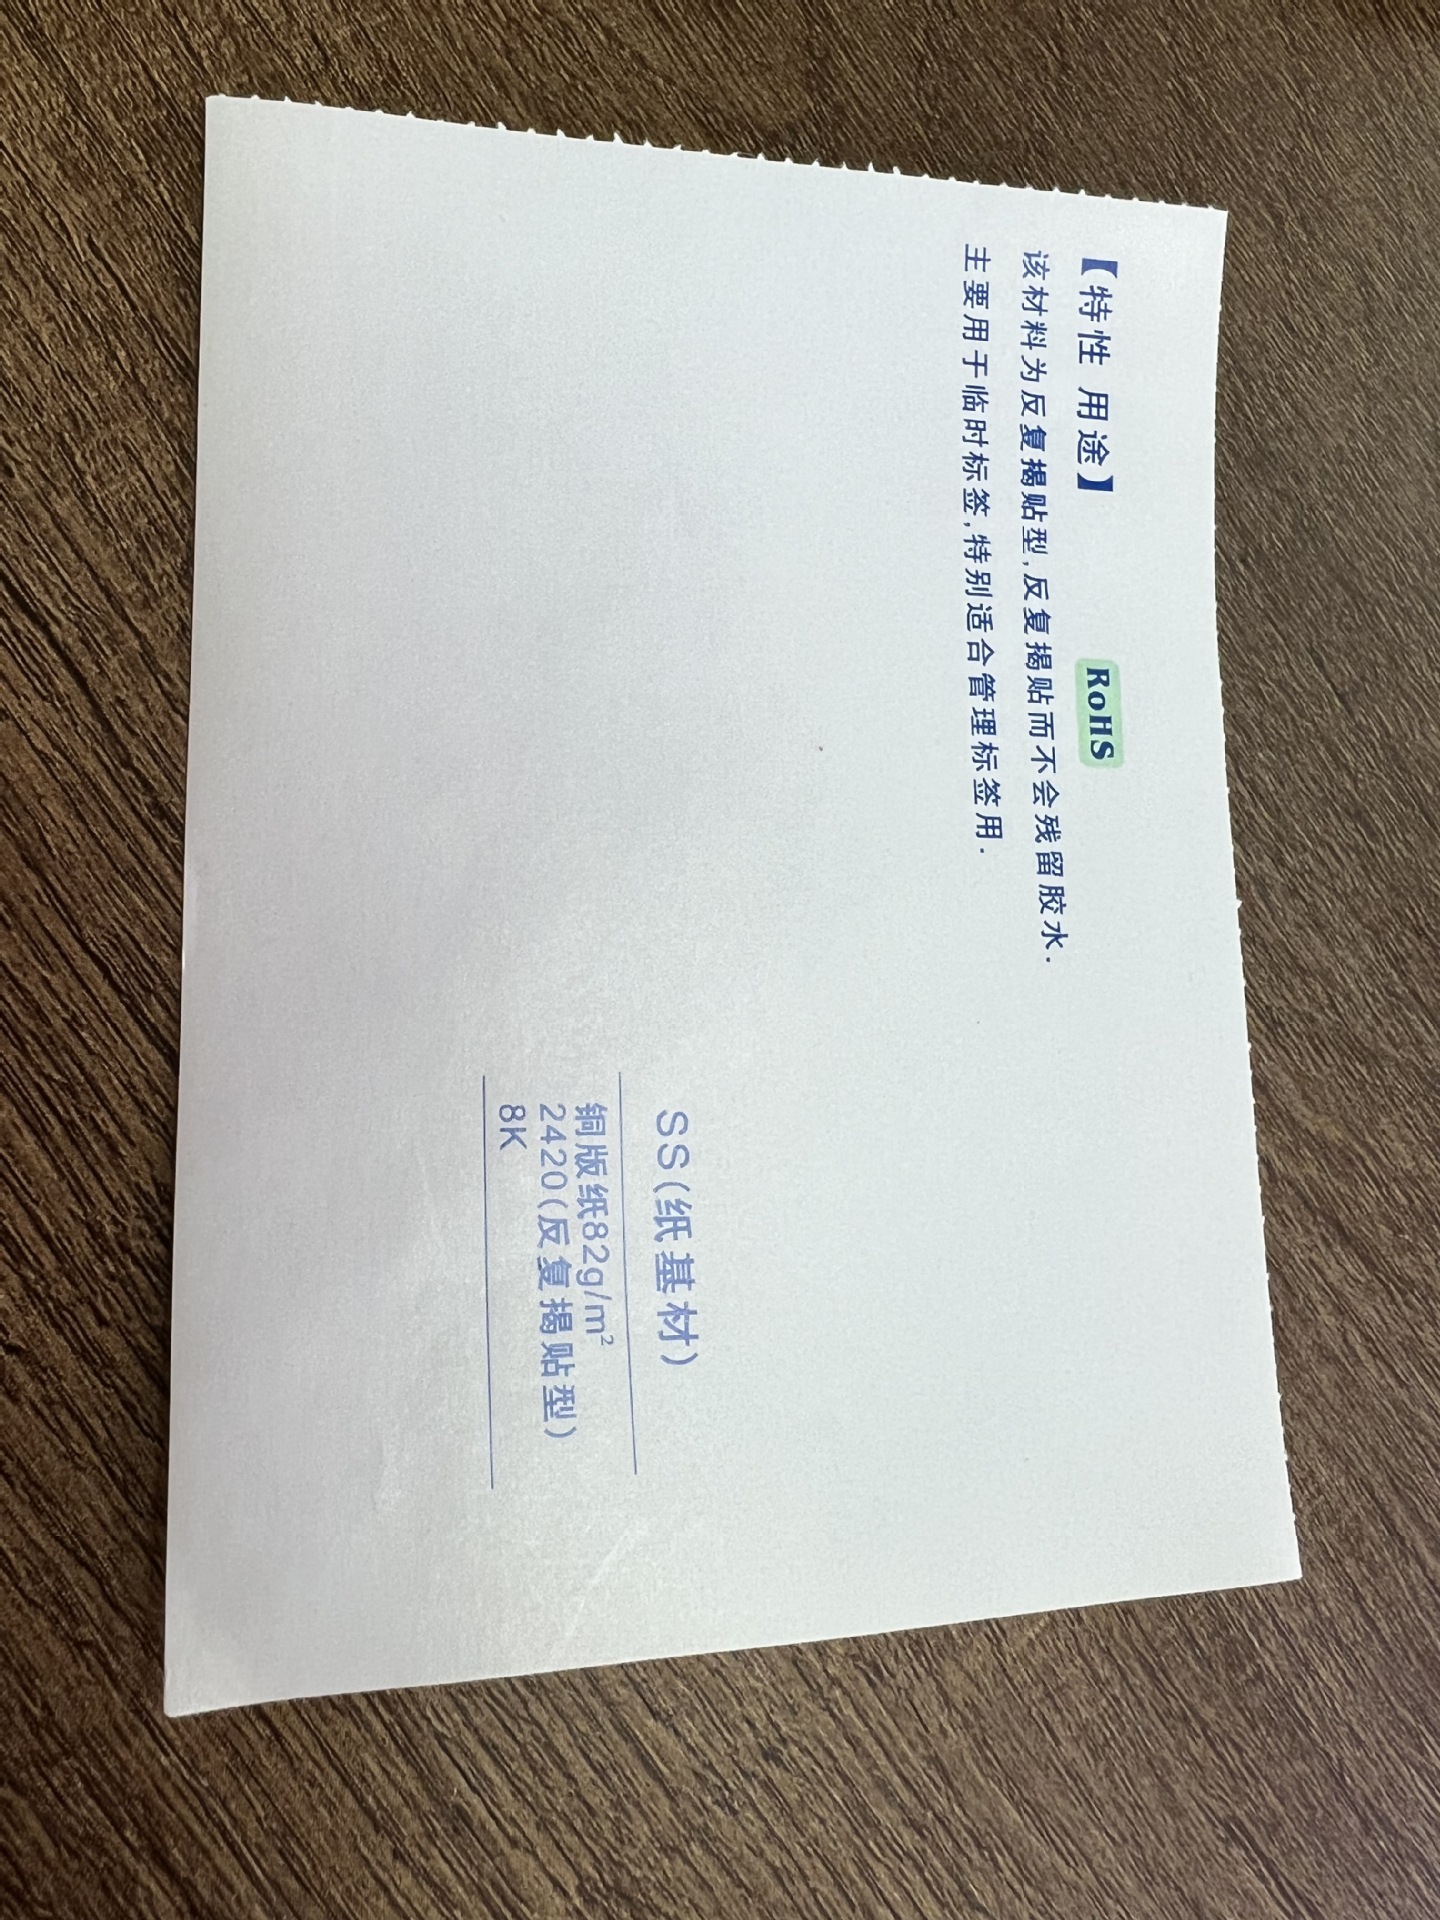 【特性 用途】
RoHS
该材料为反复揭贴型,反复揭贴而不会残留胶水.
主要用于临时标签,特别适合管理标签用.
SS(纸基材)
铜版纸82g/m²
2420(反复揭贴型)
8K